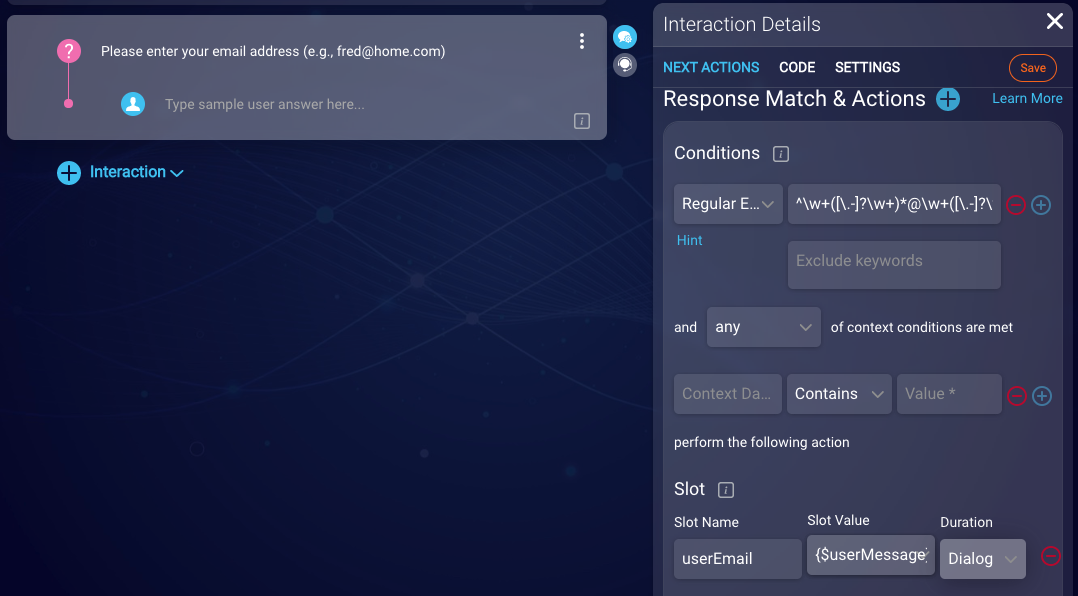 Please enter your email address (e.g., fred@home.com)
Type sample user answer here...
Interaction
Interaction Details
NEXT ACTIONS CODE SETTINGS Save
Response Match & Actions Learn More
Conditions
Regular E... ^\w+([\.-]?\w+)*@\w+([\.-]?\
Hint
Exclude keywords
and any of context conditions are met
Context Da... Contains Value *
perform the following action
Slot
Slot Name Slot Value Duration
userEmail {$userMessage} Dialog